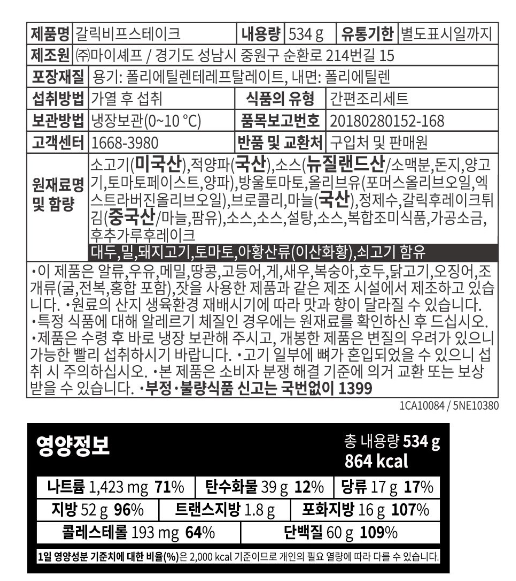 제품명 갈릭비프스테이크 내용량 534 g 유통기한 별도표시일까지
제조원 ㈜마이셰프 / 경기도 성남시 중원구 순환로 214번길 15
포장재질 용기: 폴리에틸렌테레프탈레이트, 내면: 폴리에틸렌
섭취방법 가열 후 섭취 식품의 유형 간편조리세트
보관방법 냉장보관(0~10 ℃) 품목보고번호 20180280152-168
고객센터 1668-3980 반품 및 교환처 구입처 및 판매원
원재료명 및 함량
소고기(미국산),적양파(국산),소스(뉴질랜드산/소맥분,돈지,양고
기,토마토페이스트,양파),방울토마토,올리브유(포머스올리브오일,엑
스트라버진올리브오일),브로콜리,마늘(국산),정제수,갈릭후레이크튀
김(중국산/마늘,팜유),소스,소스,설탕,소스,복합조미식품,가공소금,
후추가루후레이크
대두,밀,돼지고기,토마토,아황산류(이산화황),쇠고기 함유
·이 제품은 알류,우유,메밀,땅콩,고등어,게,새우,복숭아,호두,닭고기,오징어,조
개류(굴,전복,홍합 포함),잣을 사용한 제품과 같은 제조 시설에서 제조하고 있습
니다. ·원료의 산지 생육환경 재배시기에 따라 맛과 향이 달라질 수 있습니다.
·특정 식품에 대해 알레르기 체질인 경우에는 원재료를 확인하신 후 드십시오.
·제품은 수령 후 바로 냉장 보관해 주시고, 개봉한 제품은 변질의 우려가 있으니
가능한 빨리 섭취하시기 바랍니다. ·고기 일부에 뼈가 혼입되었을 수 있으니 섭
취 시 주의하십시오. ·본 제품은 소비자 분쟁 해결 기준에 의거 교환 또는 보상
받을 수 있습니다. ·부정·불량식품 신고는 국번없이 1399
1CA10084 / 5NE10380
영양정보 총 내용량 534 g
864 kcal
나트륨 1,423 mg 71% 탄수화물 39 g 12% 당류 17 g 17%
지방 52 g 96% 트랜스지방 1.8 g 포화지방 16 g 107%
콜레스테롤 193 mg 64% 단백질 60 g 109%
1일 영양성분 기준치에 대한 비율(%)은 2,000 kcal 기준이므로 개인의 필요 열량에 따라 다를 수 있습니다.